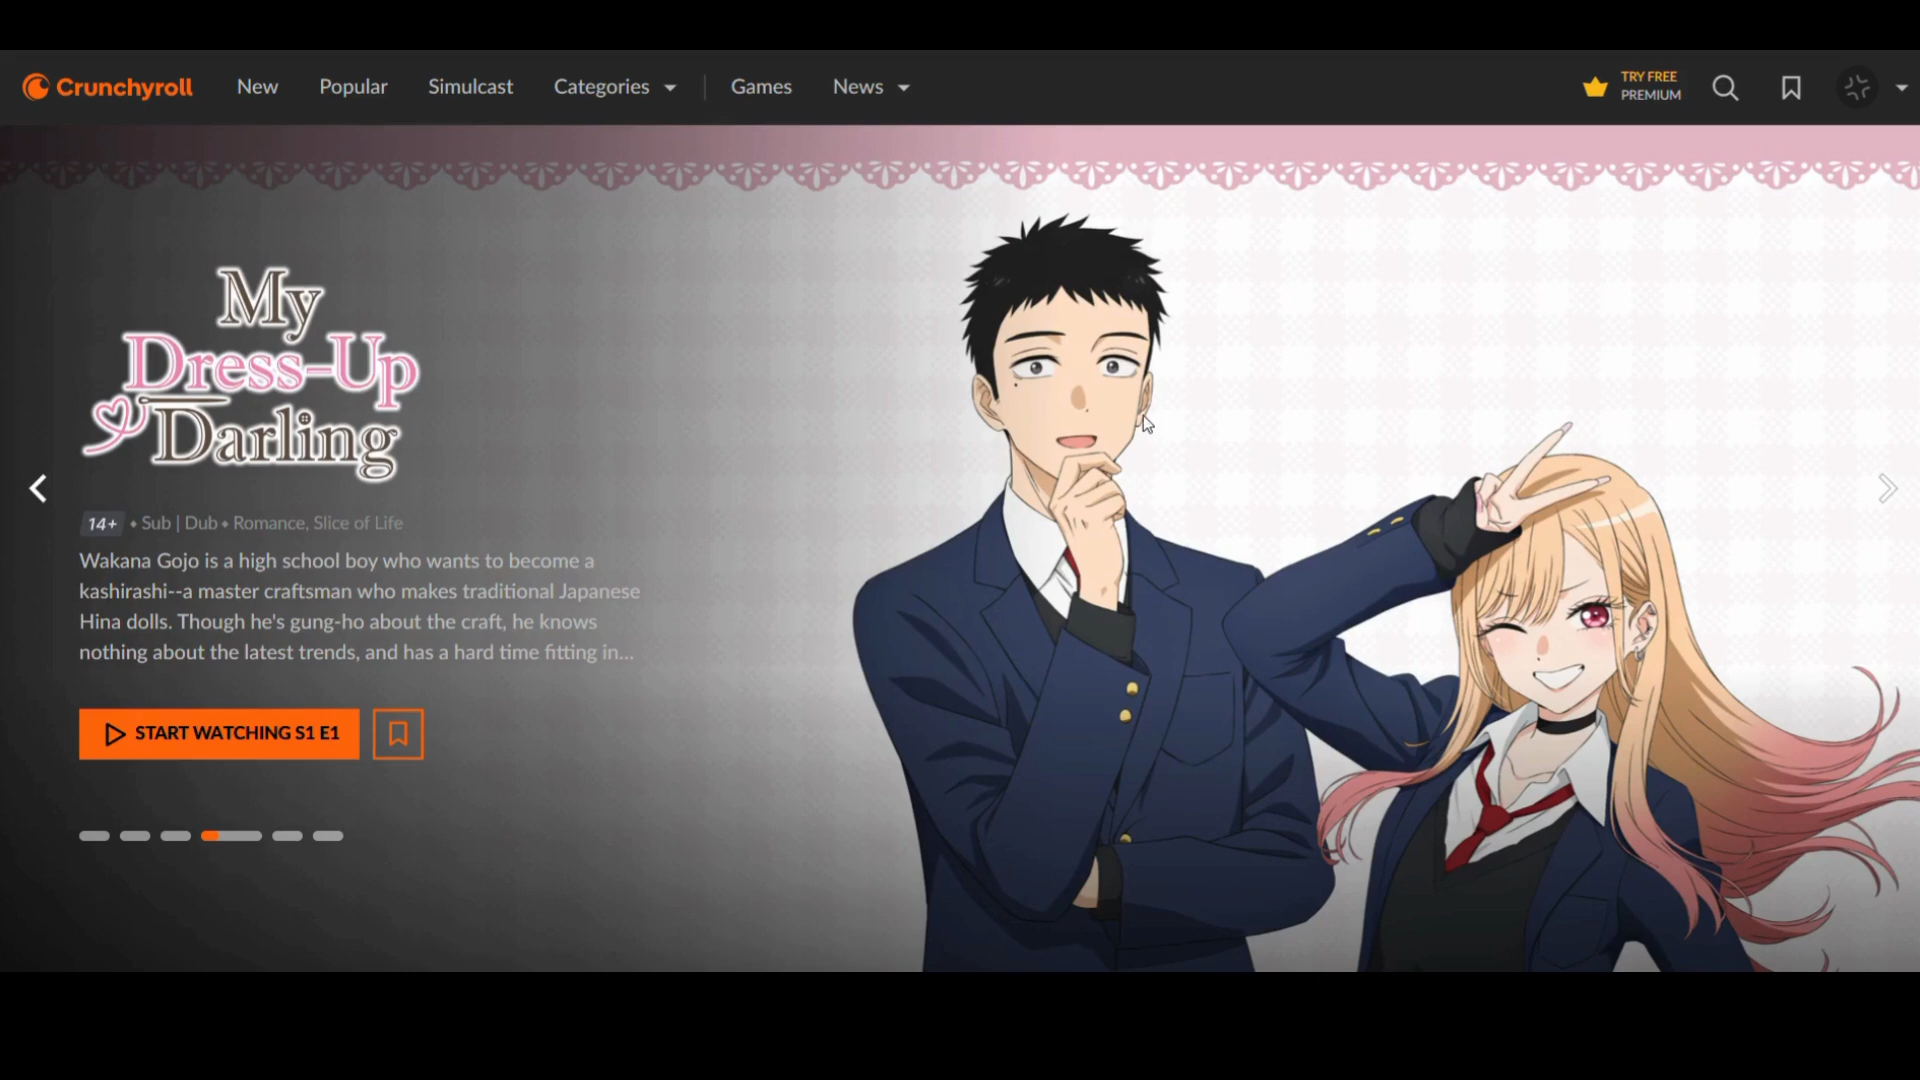 Crunchyroll
New
Popular
Simulcast
Categories
Games
News
TRY FREE
PREMIUM
My
Dress-Up
Darling
14+ ♦ Sub | Dub ♦ Romance, Slice of Life
Wakana Gojo is a high school boy who wants to become a
kashirashi--a master craftsman who makes traditional Japanese
Hina dolls. Though he's gung-ho about the craft, he knows
nothing about the latest trends, and has a hard time fitting in...
START WATCHING S1 E1